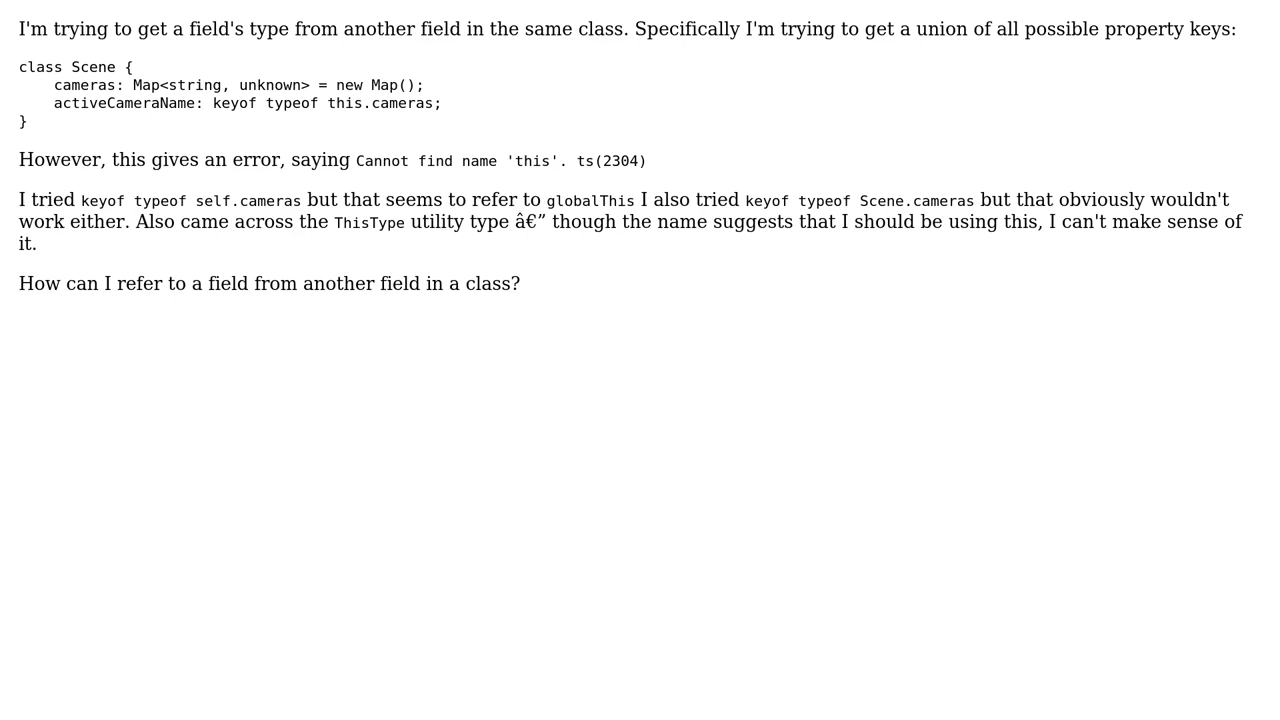 I'm trying to get a field's type from another field in the same class. Specifically I'm trying to get a union of all possible property keys:
class Scene {
    cameras: Map<string, unknown> = new Map();
    activeCameraName: keyof typeof this.cameras;
}
However, this gives an error, saying Cannot find name 'this'. ts(2304)
I tried keyof typeof self.cameras but that seems to refer to globalThis I also tried keyof typeof Scene.cameras but that obviously wouldn't
work either. Also came across the ThisType utility type â€” though the name suggests that I should be using this, I can't make sense of
it.
How can I refer to a field from another field in a class?